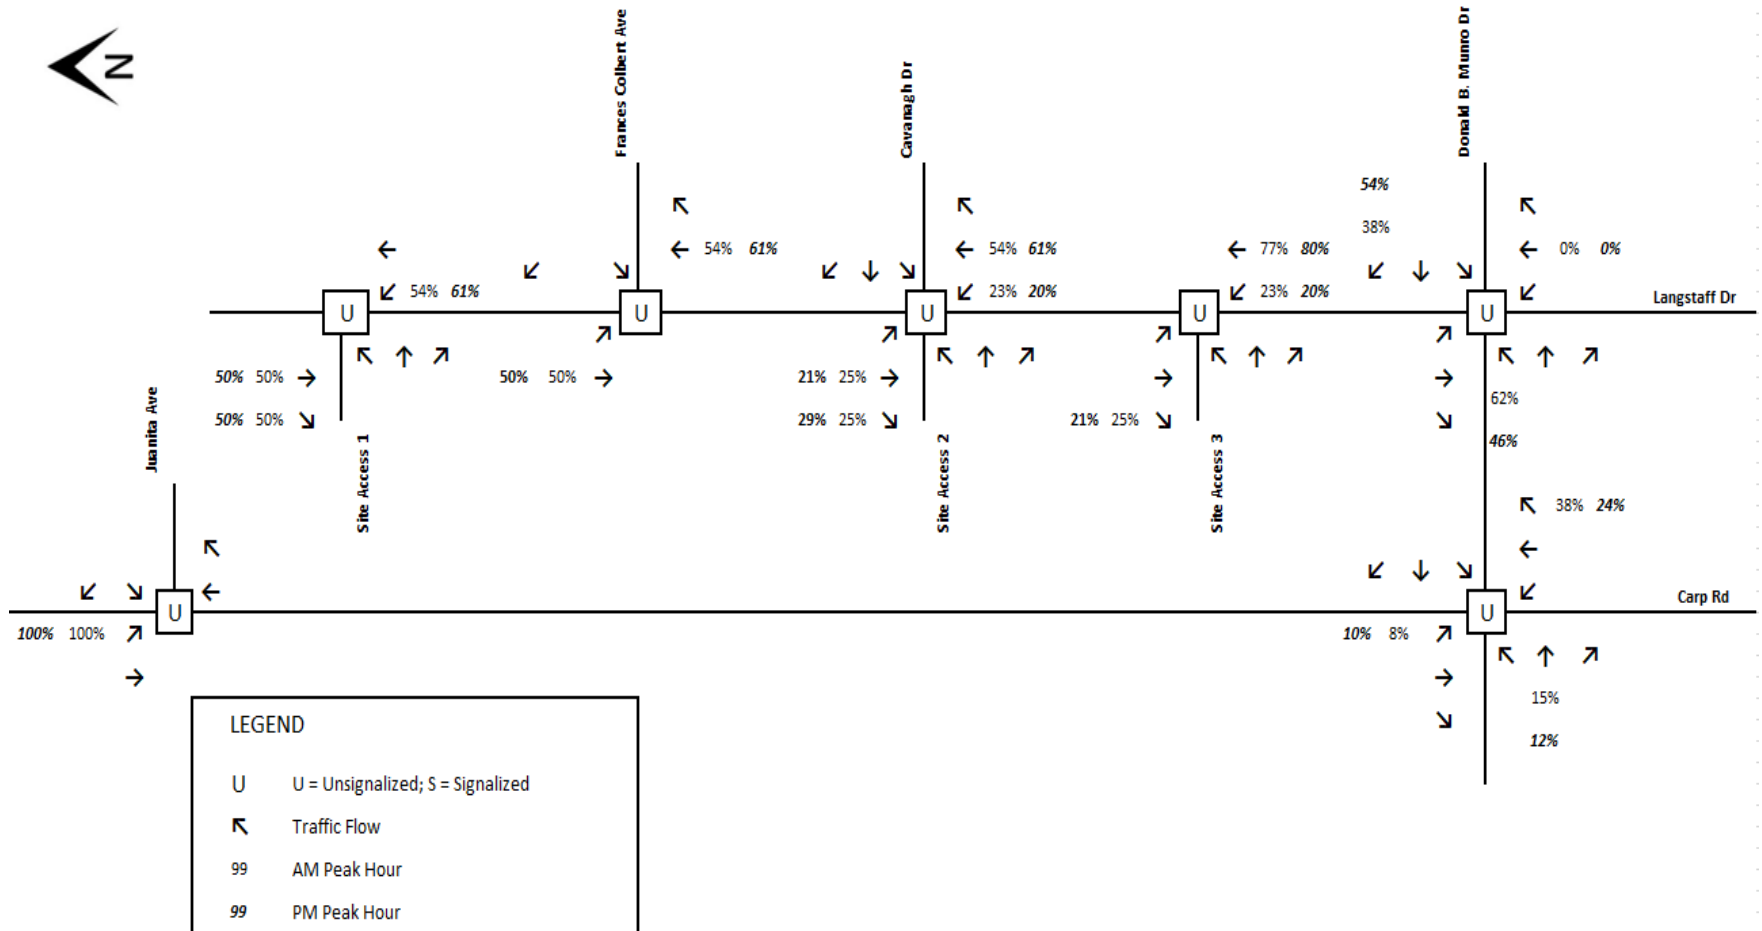 N
Frances Colbert Ave
Cavanagh Dr
Donald B. Munro Dr
54%
38%
54% 61%
54% 61%
77% 80%
0% 0%
54% 61%
23% 20%
23% 20%
Langstaff Dr
U
U
U
U
U
50% 50%
50% 50%
21% 25%
62%
50% 50%
29% 25%
21% 25%
46%
Juanita Ave
Site Access 1
Site Access 2
Site Access 3
38% 24%
Carp Rd
U
U
100% 100%
10% 8%
15%
12%
LEGEND
U U = Unsignalized; S = Signalized
Traffic Flow
99 AM Peak Hour
99 PM Peak Hour